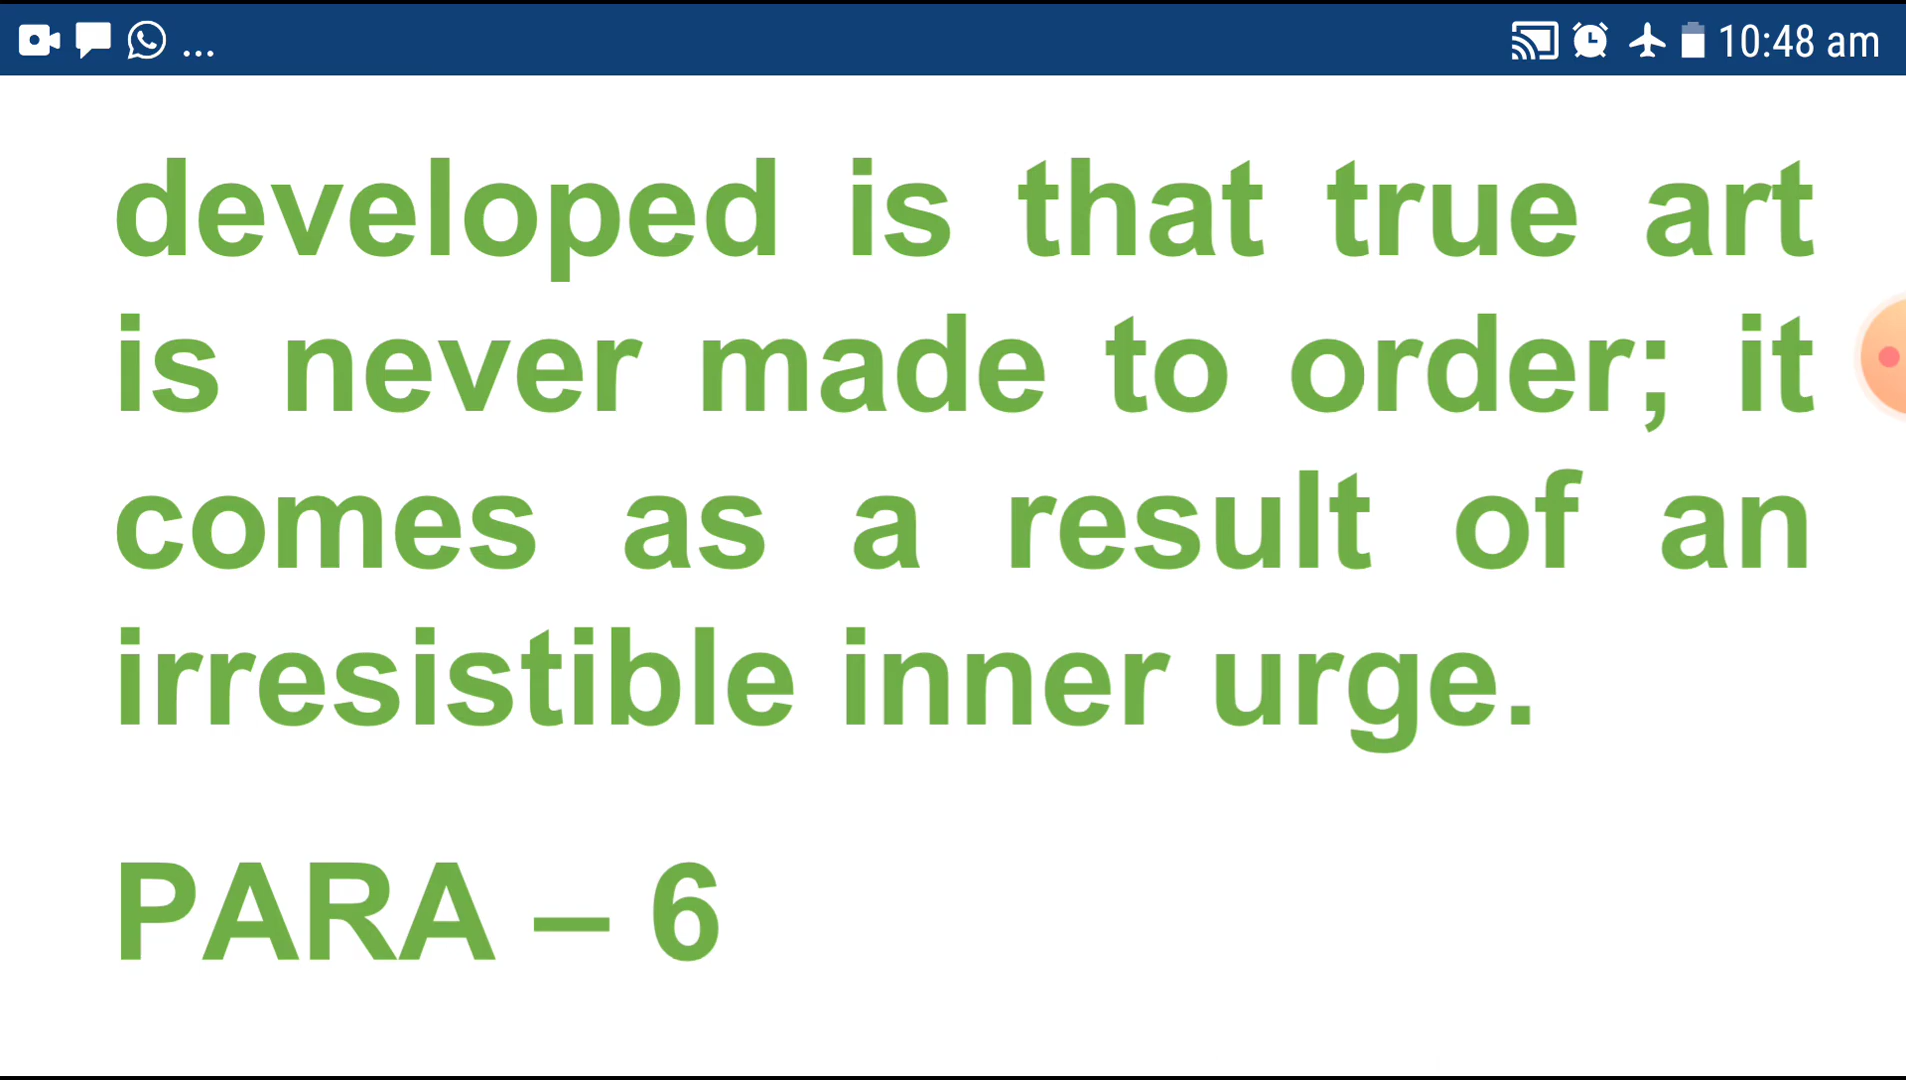 ... 10:48 am
developed is that true art
is never made to order; it
comes as a result of an
irresistible inner urge.
PARA – 6